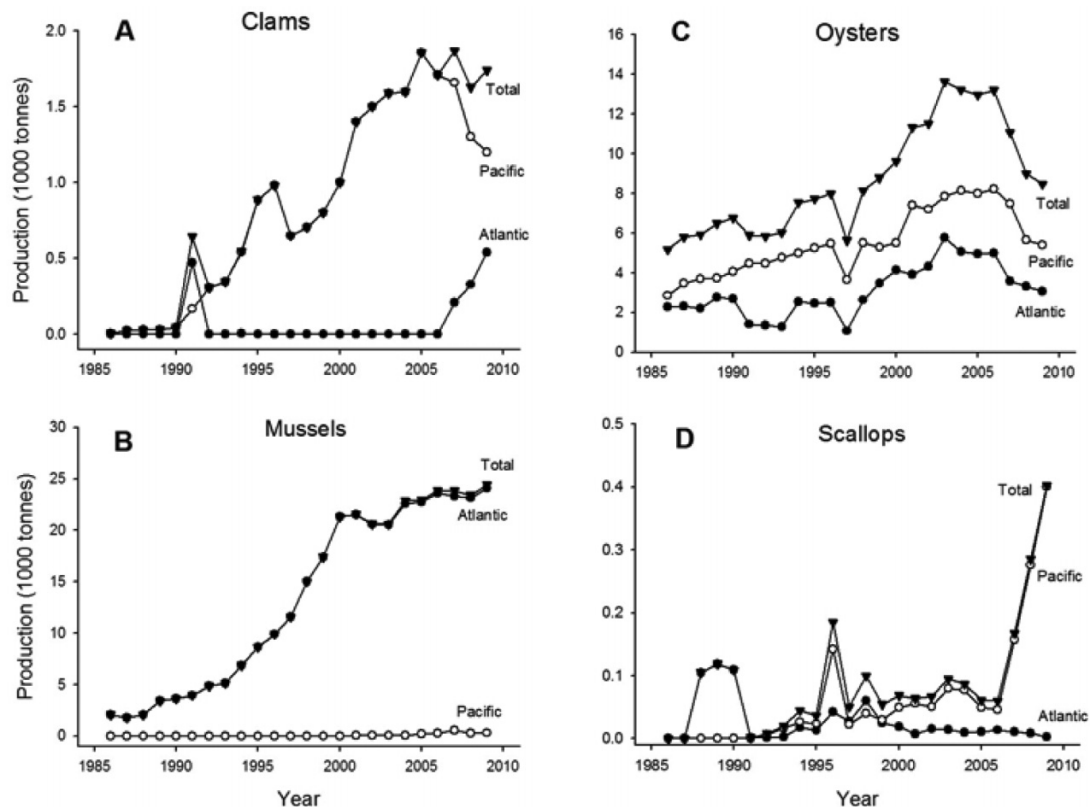 A
Clams
Production (1000 tonnes)
2.0
1.5
1.0
0.5
0.0
Total
Pacific
Atlantic
1985 1990 1995 2000 2005 2010
C
Oysters
16
14
12
10
8
6
4
2
0
Total
Pacific
Atlantic
1985 1990 1995 2000 2005 2010
B
Mussels
Production (1000 tonnes)
30
25
20
15
10
5
0
Total
Atlantic
Pacific
1985 1990 1995 2000 2005 2010
Year
D
Scallops
0.5
0.4
0.3
0.2
0.1
0.0
Total
Pacific
Atlantic
1985 1990 1995 2000 2005 2010
Year